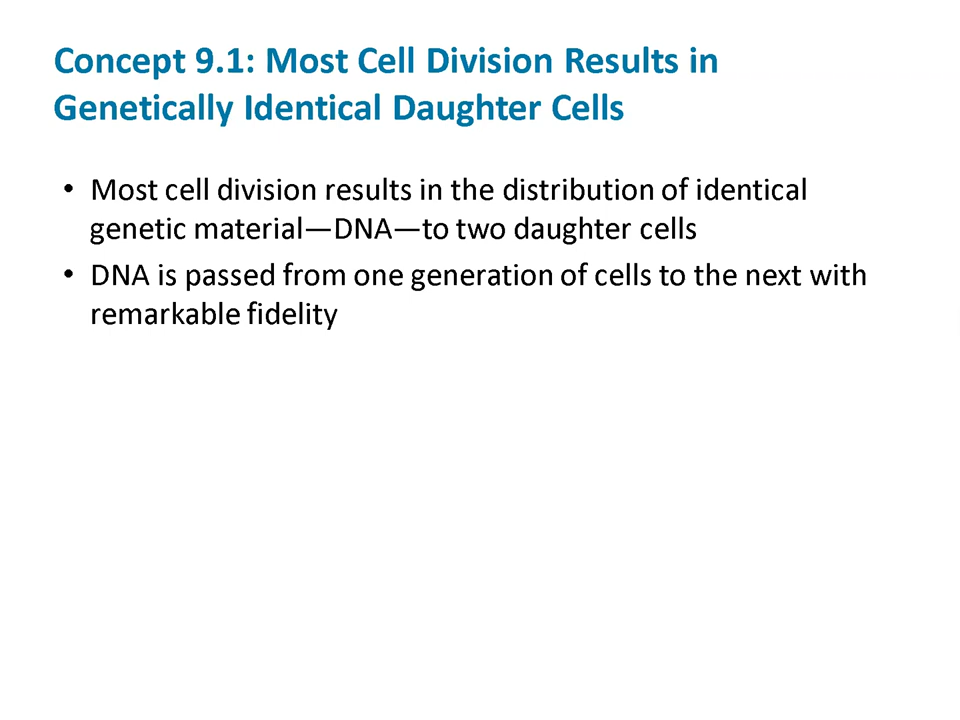 Concept 9.1: Most Cell Division Results in
Genetically Identical Daughter Cells
• Most cell division results in the distribution of identical
genetic material—DNA—to two daughter cells
• DNA is passed from one generation of cells to the next with
remarkable fidelity